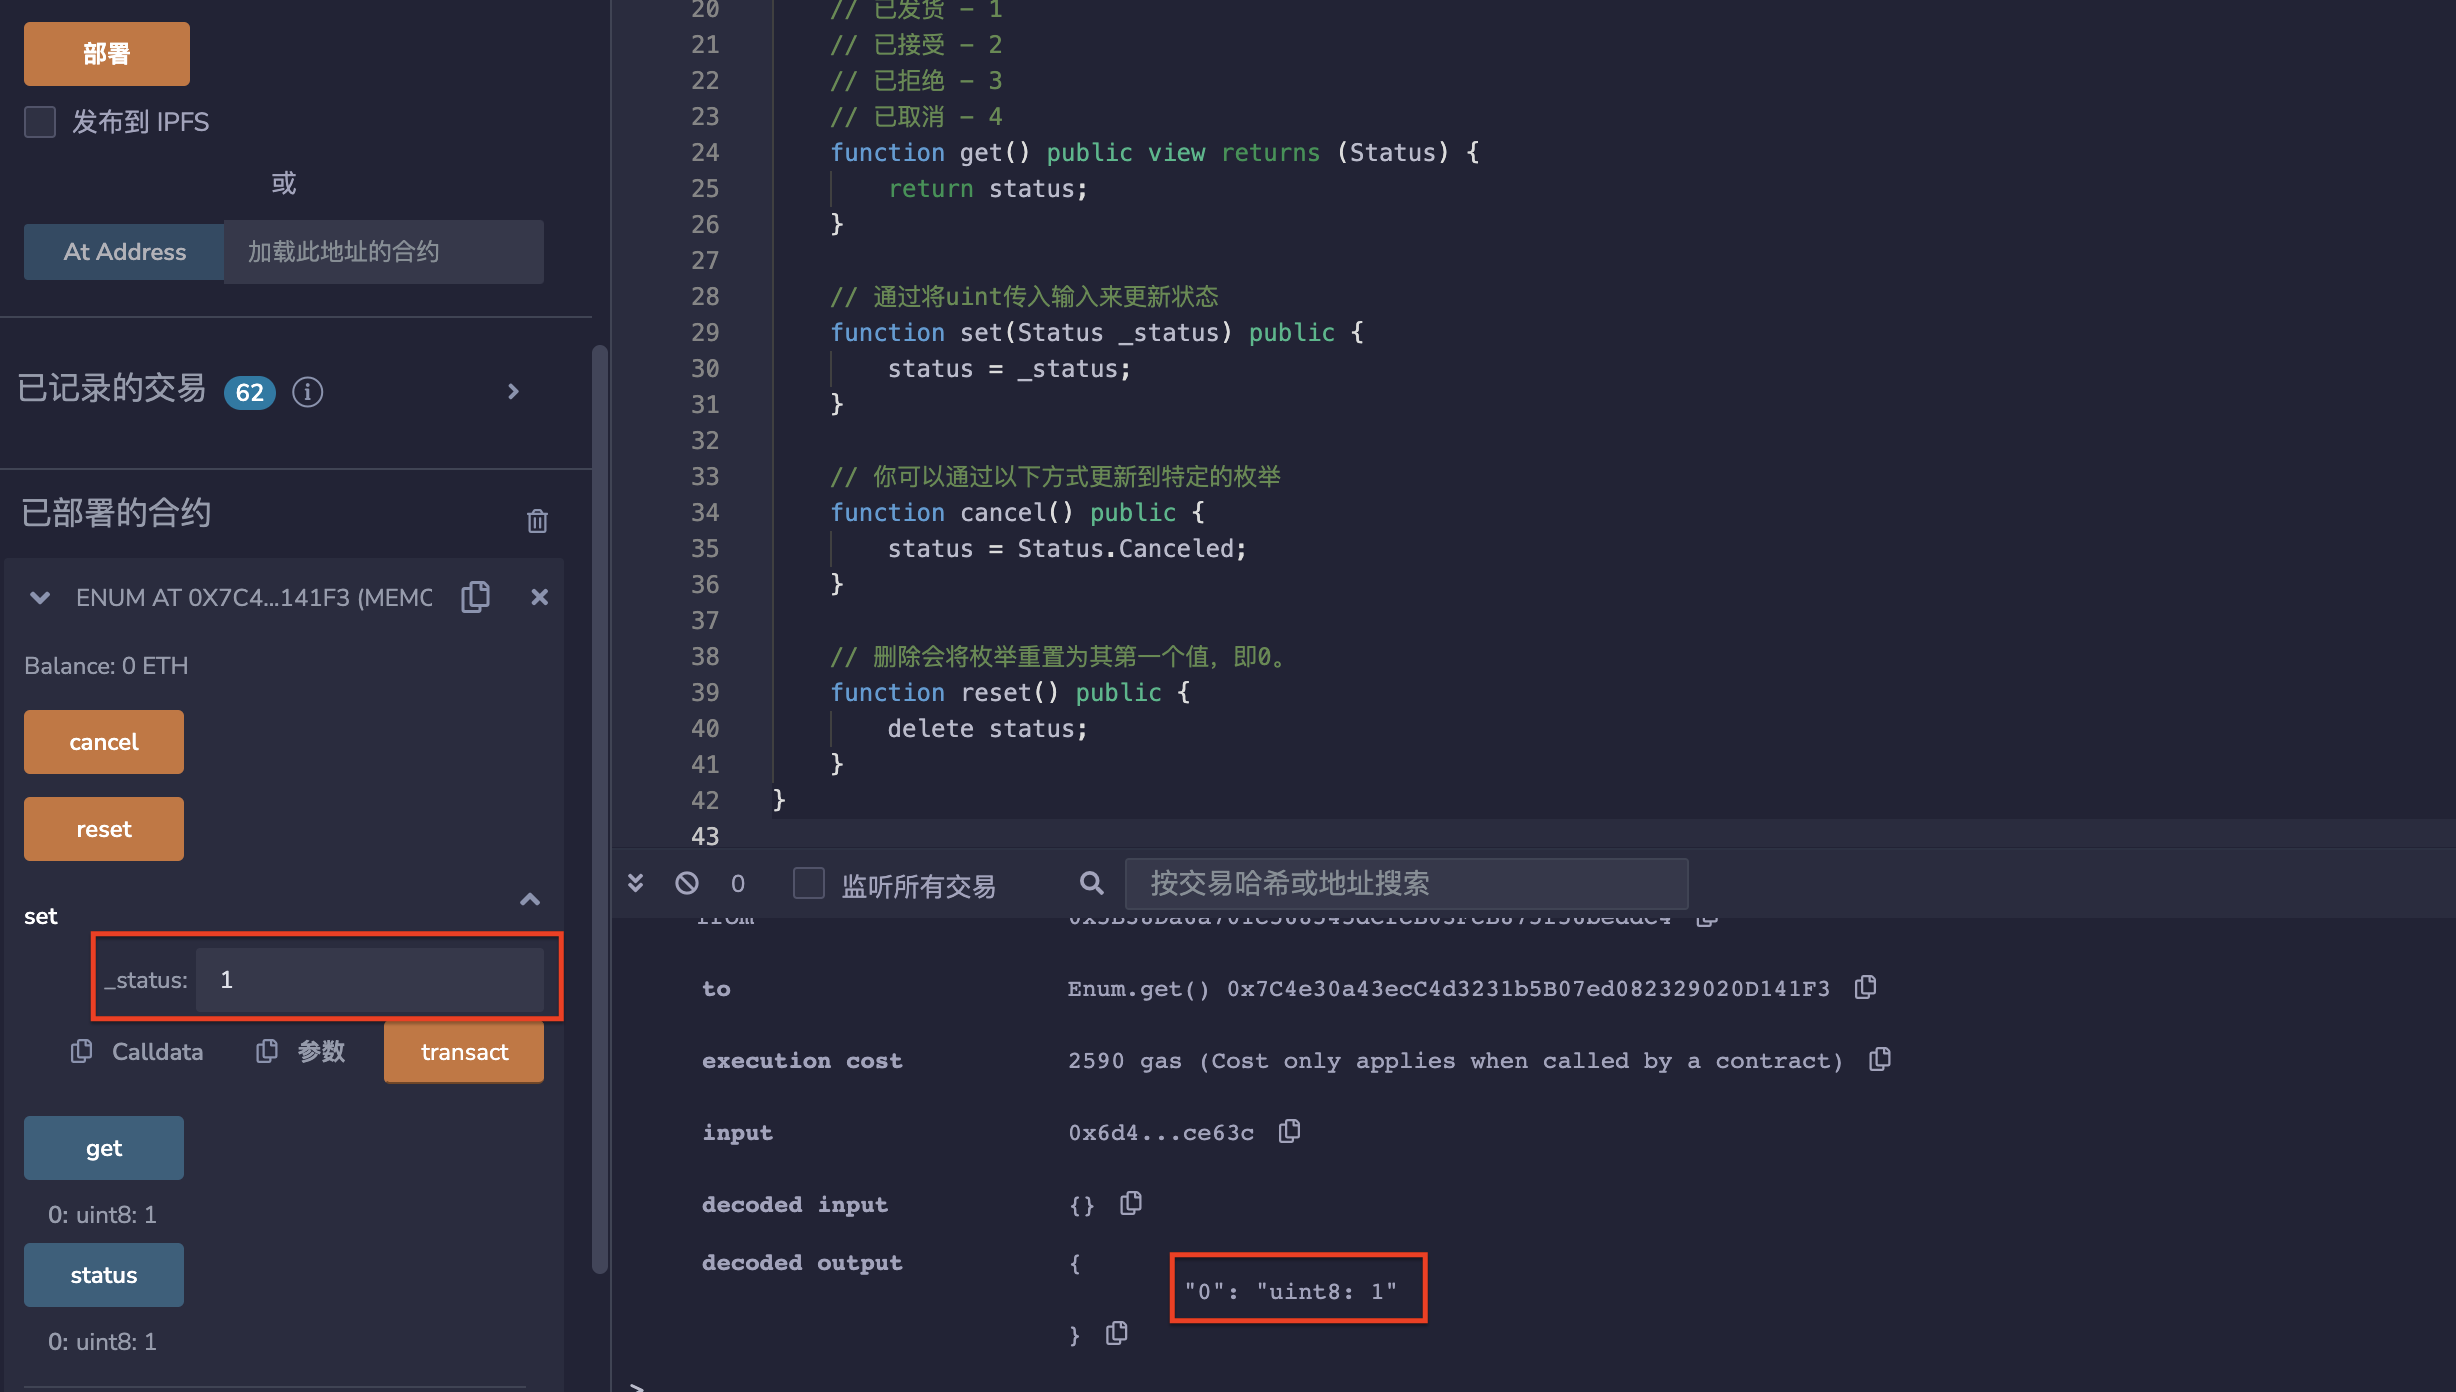 部署
发布到 IPFS
或
At Address 加载此地址的合约
已记录的交易 62
已部署的合约
ENUM AT 0X7C4...141F3 (MEMO
Balance: 0 ETH
cancel
reset
set
_status: 1
Calldata 参数 transact
get
0: uint8: 1
status
0: uint8: 1
20 // 已发货 – 1
21 // 已接受 – 2
22 // 已拒绝 – 3
23 // 已取消 – 4
24 function get() public view returns (Status) {
25 return status;
26 }
27
28 // 通过将uint传入输入来更新状态
29 function set(Status _status) public {
30 status = _status;
31 }
32
33 // 你可以通过以下方式更新到特定的枚举
34 function cancel() public {
35 status = Status.Canceled;
36 }
37
38 // 删除会将枚举重置为其第一个值，即0。
39 function reset() public {
40 delete status;
41 }
42 }
43
0 监听所有交易 按交易哈希或地址搜索
from
to Enum.get() 0x7C4e30a43ecC4d3231b5B07ed082329020D141F3
execution cost 2590 gas (Cost only applies when called by a contract)
input 0x6d4...ce63c
decoded input {}
decoded output {
"0": "uint8: 1"
}
>